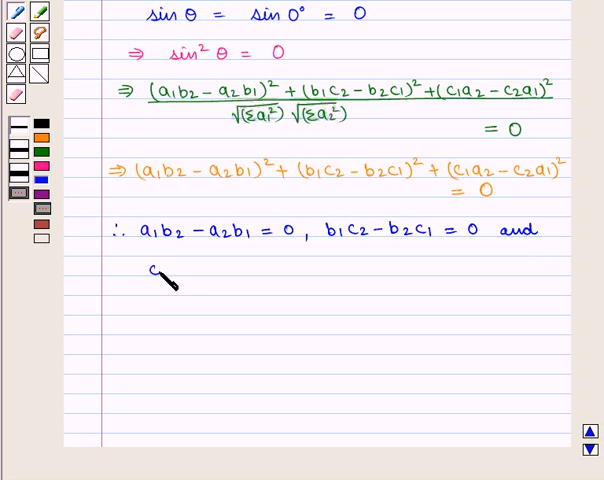 sin θ = sin 0° = 0
⇒ sin² θ = 0
⇒ (a₁b₂ − a₂b₁)² + (b₁c₂ − b₂c₁)² + (c₁a₂ − c₂a₁)²
√(Σa₁²) √(Σa₂²)
= 0
⇒ (a₁b₂ − a₂b₁)² + (b₁c₂ − b₂c₁)² + (c₁a₂ − c₂a₁)²
= 0
∴ a₁b₂ − a₂b₁ = 0, b₁c₂ − b₂c₁ = 0 and
c